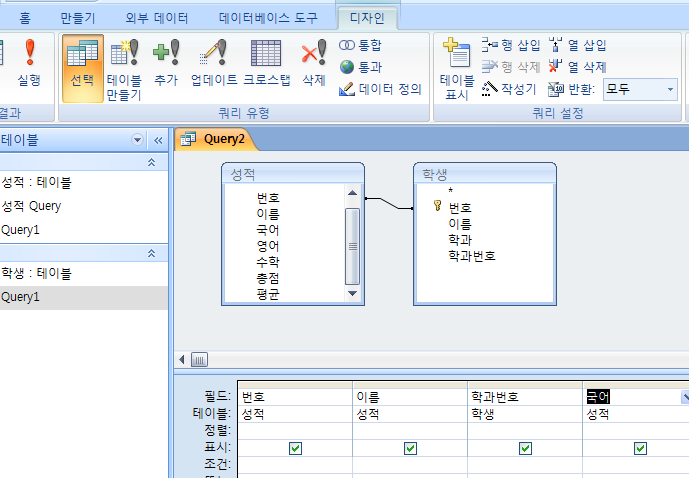 홈 만들기 외부 데이터 데이터베이스 도구 디자인
실행 선택 테이블 만들기 추가 업데이트 크로스탭 삭제
통합
통과
데이터 정의
테이블 표시
행 삽입 열 삽입
행 삭제 열 삭제
작성기 반환: 모두
결과 쿼리 유형 쿼리 설정
테이블
성적 : 테이블
성적 Query
Query1
학생 : 테이블
Query1
Query2
성적
번호
이름
국어
영어
수학
총점
평균
학생
*
번호
이름
학과
학과번호
필드: 번호 이름 학과번호 국어
테이블: 성적 성적 학생 성적
정렬:
표시:
조건: